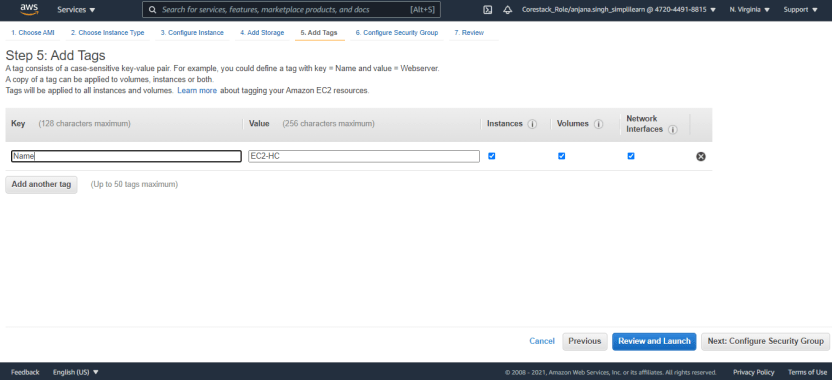 aws Services Search for services, features, marketplace products, and docs [Alt+S] Corestack_Role/anjana.singh_simplilearn @ 4720-4491-8815 N. Virginia Support
1. Choose AMI 2. Choose Instance Type 3. Configure Instance 4. Add Storage 5. Add Tags 6. Configure Security Group 7. Review
Step 5: Add Tags
A tag consists of a case-sensitive key-value pair. For example, you could define a tag with key = Name and value = Webserver.
A copy of a tag can be applied to volumes, instances or both.
Tags will be applied to all instances and volumes. Learn more about tagging your Amazon EC2 resources.
Key (128 characters maximum) Value (256 characters maximum) Instances Volumes Network Interfaces
Name EC2-HC
Add another tag (Up to 50 tags maximum)
Cancel Previous Review and Launch Next: Configure Security Group
Feedback English (US) © 2008 - 2021, Amazon Web Services, Inc. or its affiliates. All rights reserved. Privacy Policy Terms of Use